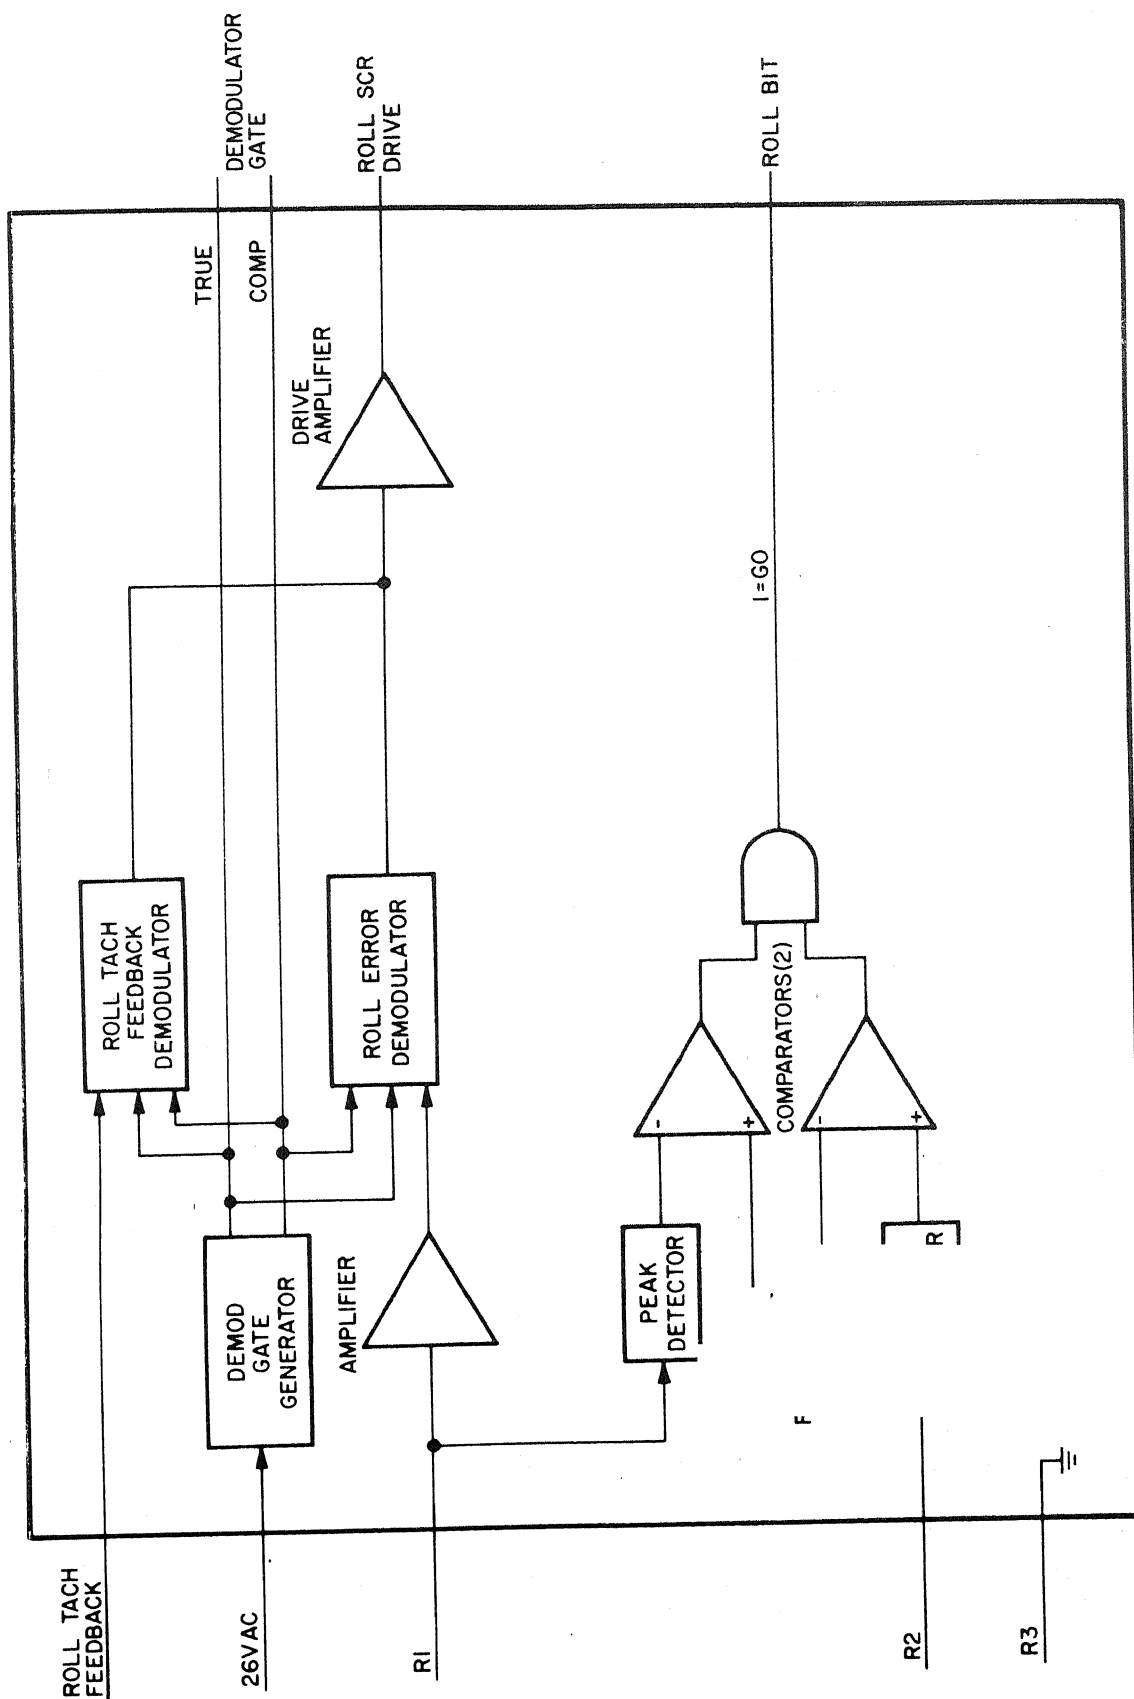 ROLL TACH
FEEDBACK
26VAC
R1
R2
R3
DEMOD
GATE
GENERATOR
AMPLIFIER
PEAK
DETECTOR
F
R
ROLL TACH
FEEDBACK
DEMODULATOR
ROLL ERROR
DEMODULATOR
-
+
COMPARATORS(2)
-
+
DRIVE
AMPLIFIER
1=GO
TRUE
COMP
DEMODULATOR
GATE
ROLL SCR
DRIVE
ROLL BIT